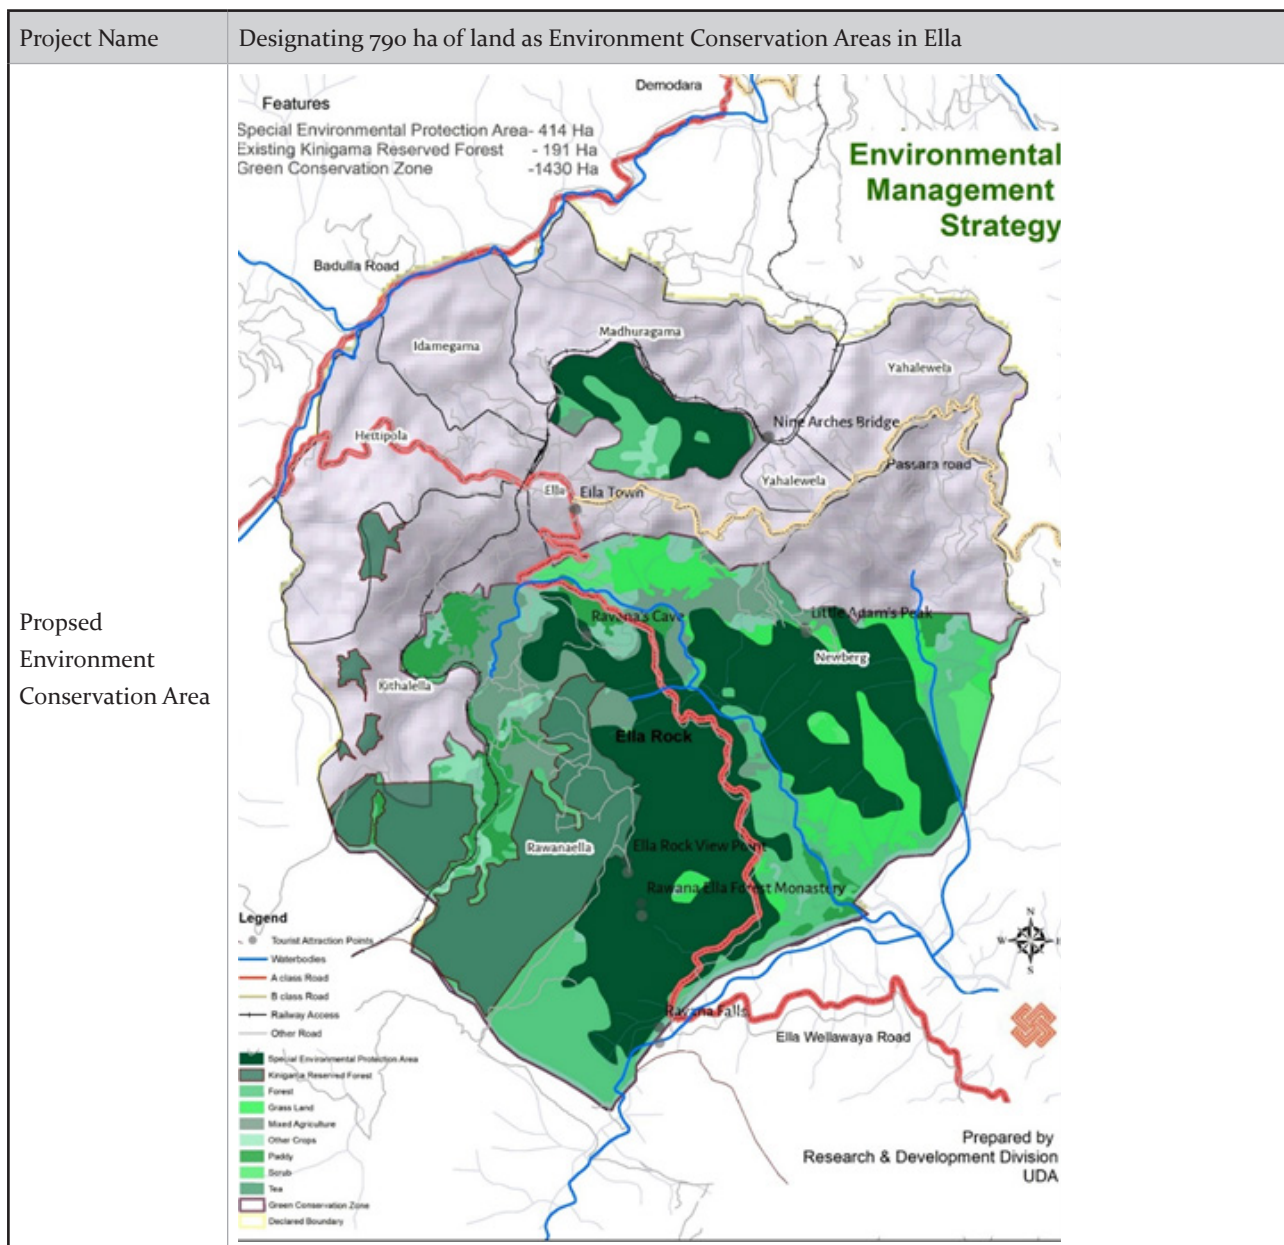 Project Name
Designating 790 ha of land as Environment Conservation Areas in Ella
Propsed
Environment
Conservation Area
Features
Special Environmental Protection Area- 414 Ha
Existing Kinigama Reserved Forest - 191 Ha
Green Conservation Zone -1430 Ha
Environmental
Management
Strategy
Demodara
Badulla Road
Idamegama
Madhuragama
Yahalewela
Hettipola
Nine Arches Bridge
Passara road
Yahalewela
Ella
Ella Town
Ravana's Cave
Little Adam's Peak
Newberg
Kithalella
Ella Rock
Rawanaella
Ella Rock View Point
Rawana Ella Forest Monastery
Rawana Falls
Ella Wellawaya Road
Legend
Tourist Attraction Points
Waterbodies
A class Road
B class Road
Railway Access
Other Road
Special Environmental Protection Area
Kinigama Reserved Forest
Forest
Grass Land
Mixed Agriculture
Other Crops
Paddy
Scrub
Tea
Green Conservation Zone
Declared Boundary
N
W
S
Prepared by
Research & Development Division
UDA